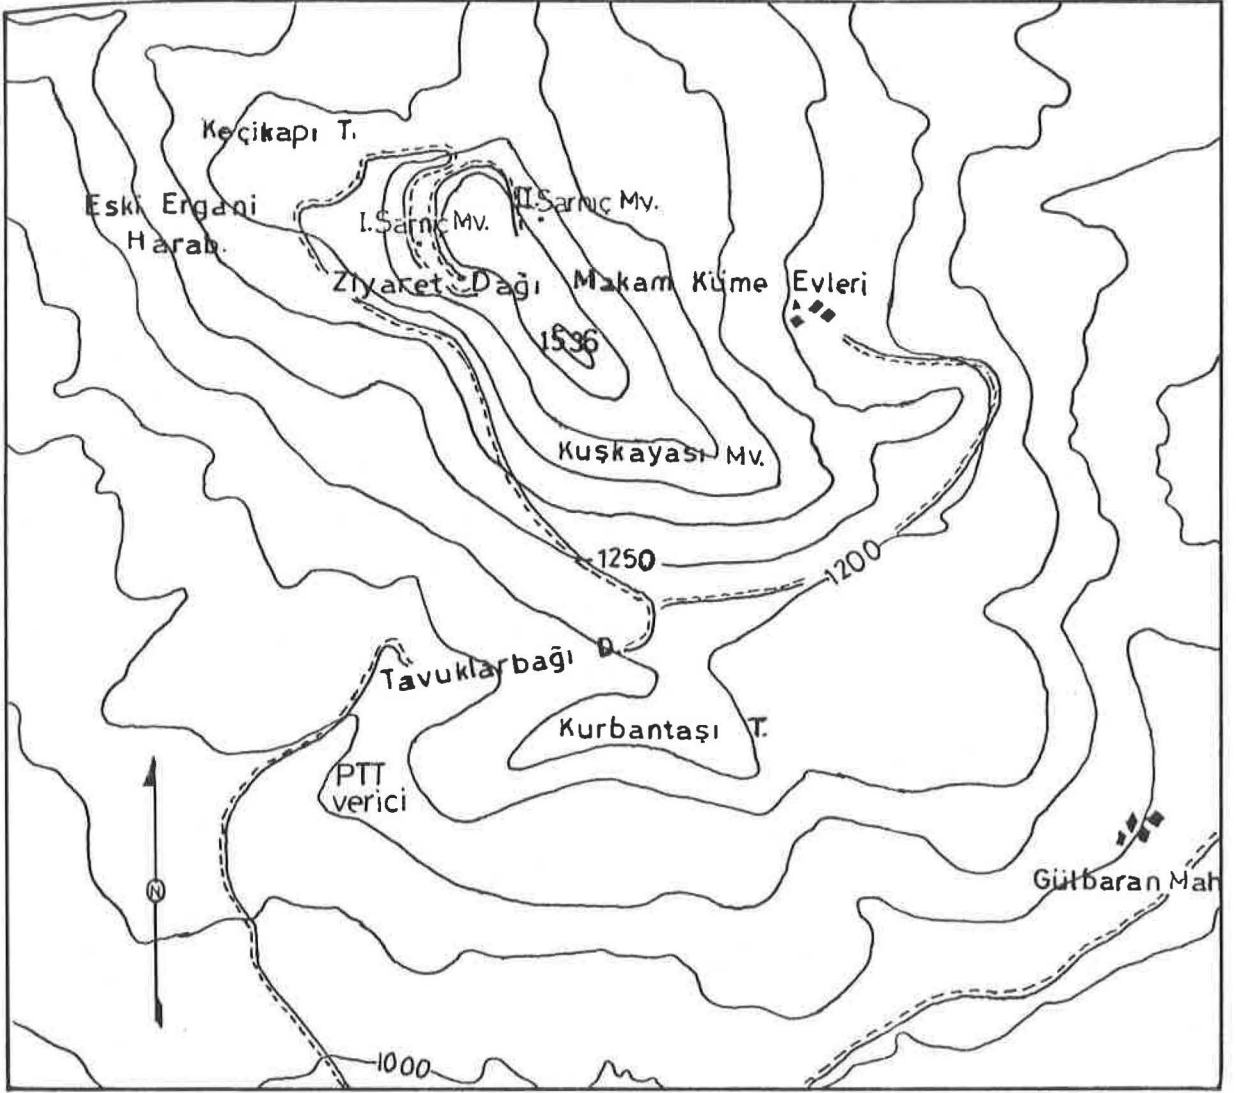 Keçikapı T.
Eski Ergani
Harab.
I.Sarnıç Mv.
II.Sarnıç Mv.
Ziyaret Dağı
Makam Küme Evleri
1536
Kuşkayası Mv.
1250
1200
Tavuklarbağı D.
Kurbantaşı T.
PTT
verici
N
Gülbaran Mah
1000